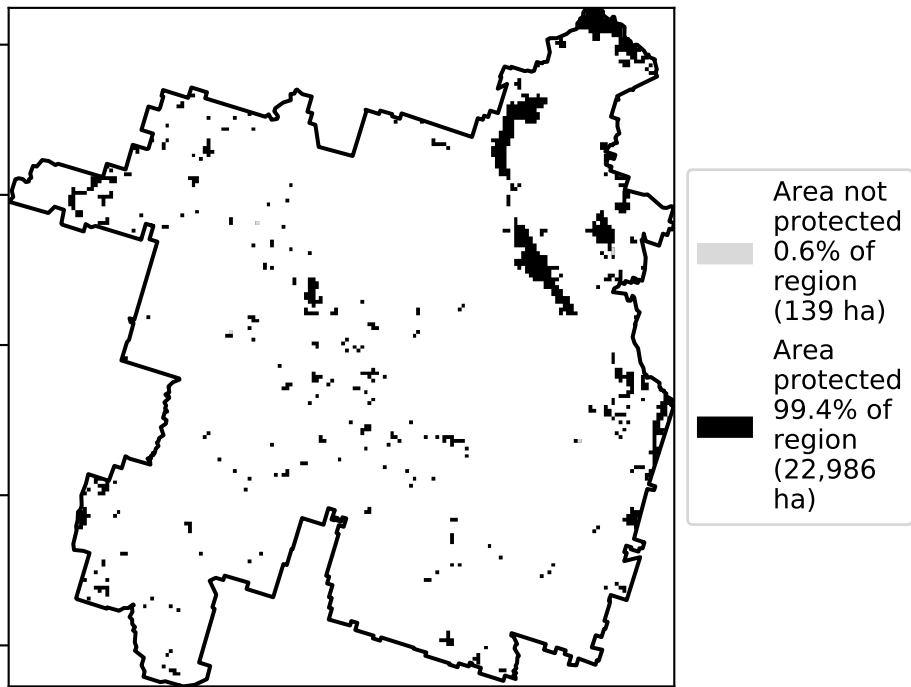 Area not
protected
0.6% of
region
(139 ha)
Area
protected
99.4% of
region
(22,986
ha)